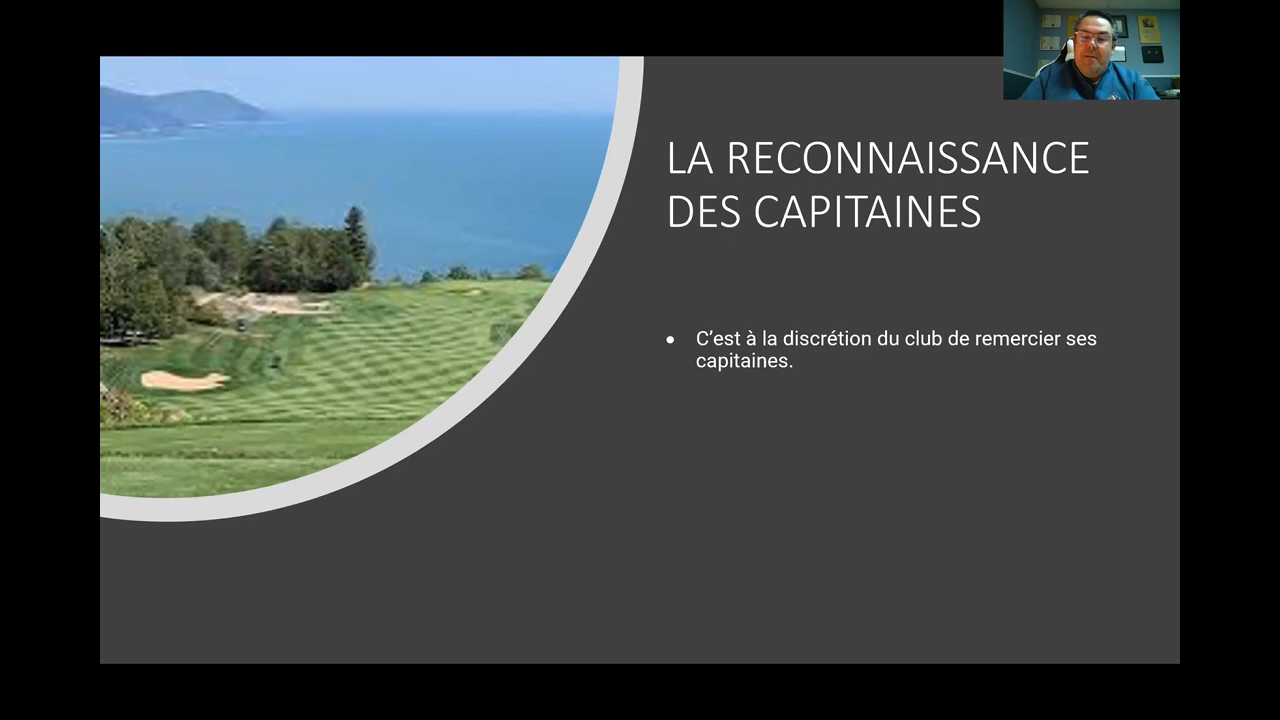 LA RECONNAISSANCE
DES CAPITAINES
• C’est à la discrétion du club de remercier ses
capitaines.